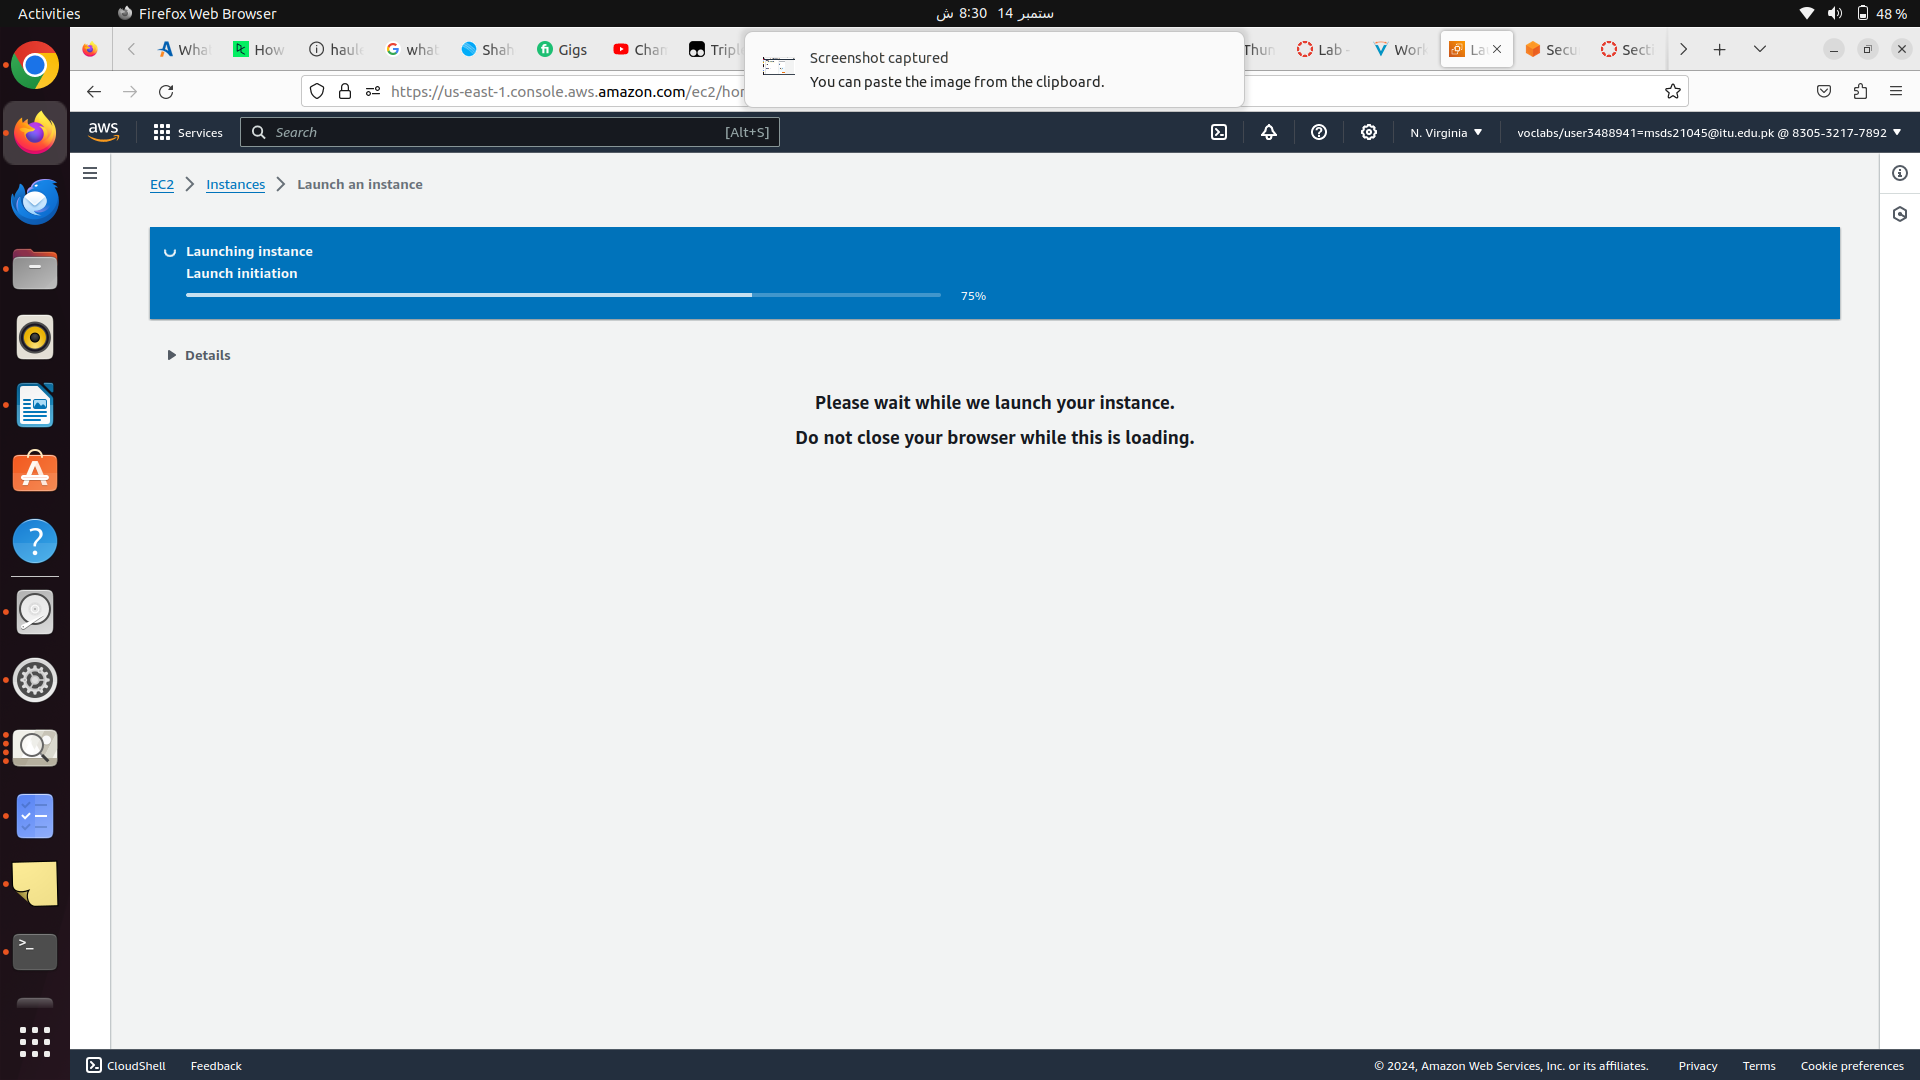 Activities
Firefox Web Browser
ستمبر 14 8:30 ش
48 %
What
How
haule
what
Shah
Gigs
Chan
Tripl
Thun
Lab -
Work
La
Secu
Secti
Screenshot captured
You can paste the image from the clipboard.
https://us-east-1.console.aws.amazon.com/ec2/hor
aws
Services
Search
[Alt+S]
N. Virginia
voclabs/user3488941=msds21045@itu.edu.pk @ 8305-3217-7892
EC2
Instances
Launch an instance
Launching instance
Launch initiation
75%
Details
Please wait while we launch your instance.
Do not close your browser while this is loading.
CloudShell
Feedback
© 2024, Amazon Web Services, Inc. or its affiliates.
Privacy
Terms
Cookie preferences